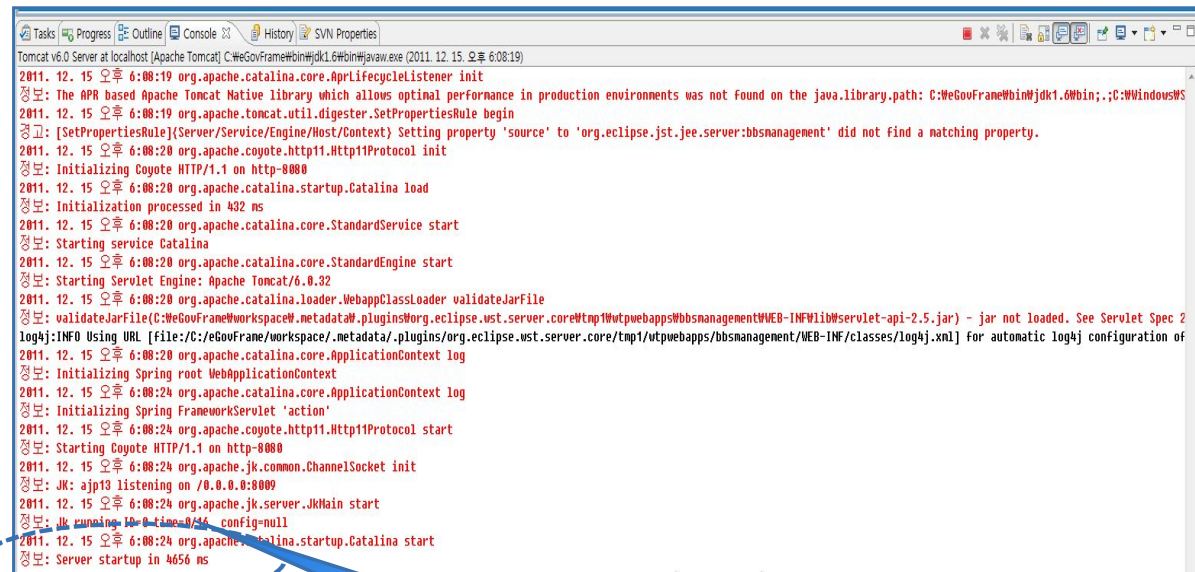 Tasks Progress Outline Console History SVN Properties
Tomcat v6.0 Server at localhost [Apache Tomcat] C:₩eGovFrame₩bin₩jdk1.6₩bin₩javaw.exe (2011. 12. 15. 오후 6:08:19)
2011. 12. 15 오후 6:08:19 org.apache.catalina.core.AprLifecycleListener init
정보: The APR based Apache Tomcat Native library which allows optimal performance in production environments was not found on the java.library.path: C:₩eGovFrame₩bin₩jdk1.6₩bin;.;C:₩Windows₩S
2011. 12. 15 오후 6:08:19 org.apache.tomcat.util.digester.SetPropertiesRule begin
경고: [SetPropertiesRule]{Server/Service/Engine/Host/Context} Setting property 'source' to 'org.eclipse.jst.jee.server:bbsmanagement' did not find a matching property.
2011. 12. 15 오후 6:08:20 org.apache.coyote.http11.Http11Protocol init
정보: Initializing Coyote HTTP/1.1 on http-8080
2011. 12. 15 오후 6:08:20 org.apache.catalina.startup.Catalina load
정보: Initialization processed in 432 ms
2011. 12. 15 오후 6:08:20 org.apache.catalina.core.StandardService start
정보: Starting service Catalina
2011. 12. 15 오후 6:08:20 org.apache.catalina.core.StandardEngine start
정보: Starting Servlet Engine: Apache Tomcat/6.0.32
2011. 12. 15 오후 6:08:20 org.apache.catalina.loader.WebappClassLoader validateJarFile
정보: validateJarFile(C:₩eGovFrame₩workspace₩.metadata₩.plugins₩org.eclipse.wst.server.core₩tmp1₩wtpwebapps₩bbsmanagement₩WEB-INF₩lib₩servlet-api-2.5.jar) - jar not loaded. See Servlet Spec 2
log4j:INFO Using URL [file:/C:/eGovFrame/workspace/.metadata/.plugins/org.eclipse.wst.server.core/tmp1/wtpwebapps/bbsmanagement/WEB-INF/classes/log4j.xml] for automatic log4j configuration of
2011. 12. 15 오후 6:08:20 org.apache.catalina.core.ApplicationContext log
정보: Initializing Spring root WebApplicationContext
2011. 12. 15 오후 6:08:24 org.apache.catalina.core.ApplicationContext log
정보: Initializing Spring FrameworkServlet 'action'
2011. 12. 15 오후 6:08:24 org.apache.coyote.http11.Http11Protocol start
정보: Starting Coyote HTTP/1.1 on http-8080
2011. 12. 15 오후 6:08:24 org.apache.jk.common.ChannelSocket init
정보: JK: ajp13 listening on /0.0.0.0:8009
2011. 12. 15 오후 6:08:24 org.apache.jk.server.JkMain start
정보: Jk running ID=0 time=0/16 config=null
2011. 12. 15 오후 6:08:24 org.apache.catalina.startup.Catalina start
정보: Server startup in 4656 ms